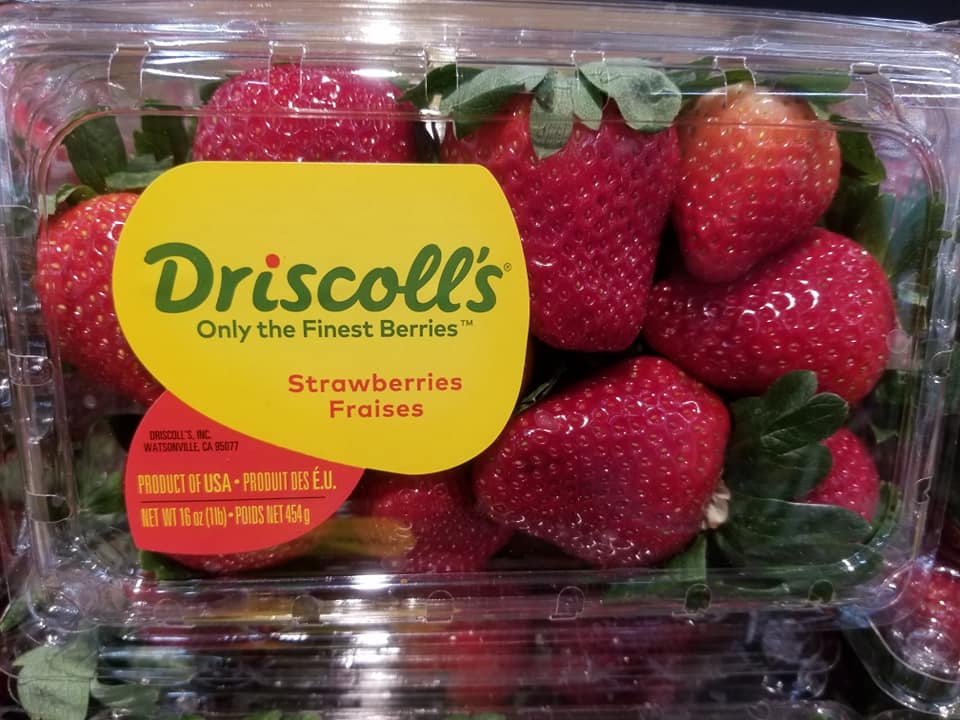 Driscoll's®
Only the Finest Berries™
Strawberries
Fraises
DRISCOLL'S, INC.
WATSONVILLE, CA 95077
PRODUCT OF USA • PRODUIT DES É.U.
NET WT 16 oz (1lb) • POIDS NET 454 g